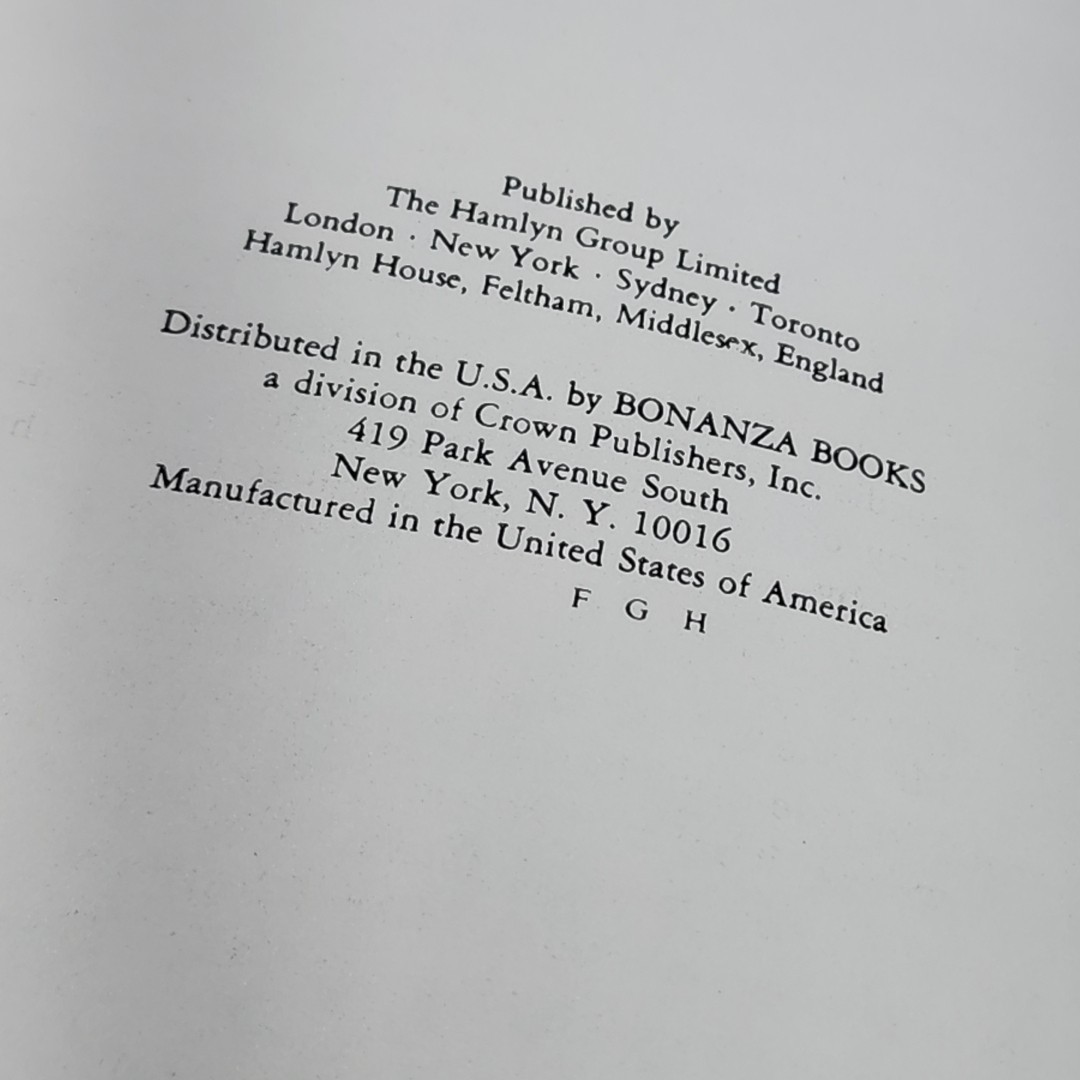 Published by
The Hamlyn Group Limited
London · New York · Sydney · Toronto
Hamlyn House, Feltham, Middlesex, England
Distributed in the U.S.A. by BONANZA BOOKS
a division of Crown Publishers, Inc.
419 Park Avenue South
New York, N. Y. 10016
Manufactured in the United States of America
F G H